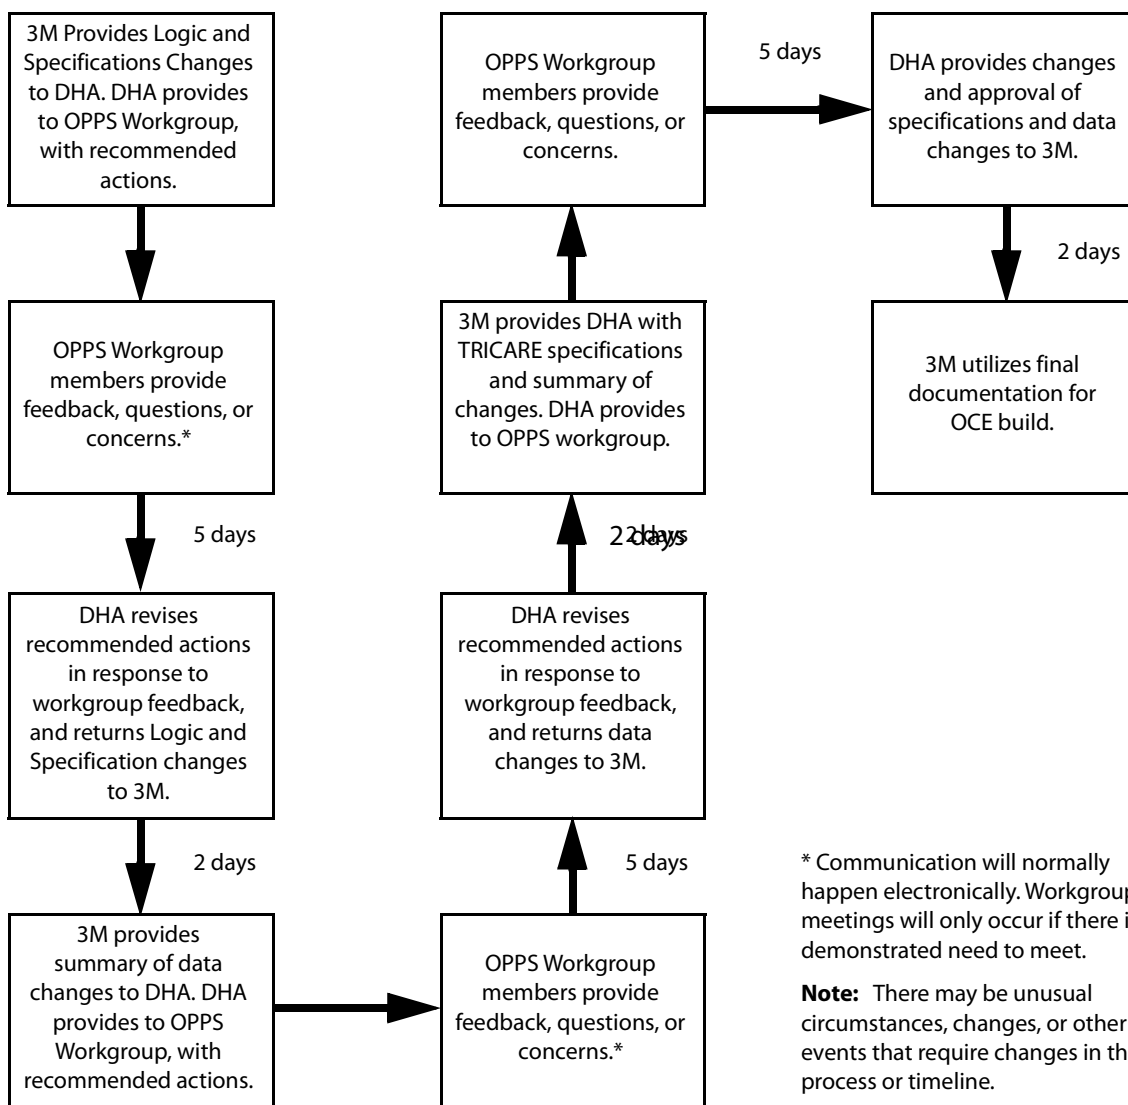 3M Provides Logic and
Specifications Changes
to DHA. DHA provides
to OPPS Workgroup,
with recommended
actions.
OPPS Workgroup
members provide
feedback, questions, or
concerns.*
5 days
DHA revises
recommended actions
in response to
workgroup feedback,
and returns Logic and
Specification changes
to 3M.
2 days
3M provides
summary of data
changes to DHA. DHA
provides to OPPS
Workgroup, with
recommended actions.
OPPS Workgroup
members provide
feedback, questions, or
concerns.*
5 days
DHA revises
recommended actions
in response to
workgroup feedback,
and returns data
changes to 3M.
2 days
2 days
3M provides DHA with
TRICARE specifications
and summary of
changes. DHA provides
to OPPS workgroup.
OPPS Workgroup
members provide
feedback, questions, or
concerns.
5 days
DHA provides changes
and approval of
specifications and data
changes to 3M.
2 days
3M utilizes final
documentation for
OCE build.
* Communication will normally
happen electronically. Workgroup
meetings will only occur if there i
demonstrated need to meet.
Note: There may be unusual
circumstances, changes, or other
events that require changes in th
process or timeline.